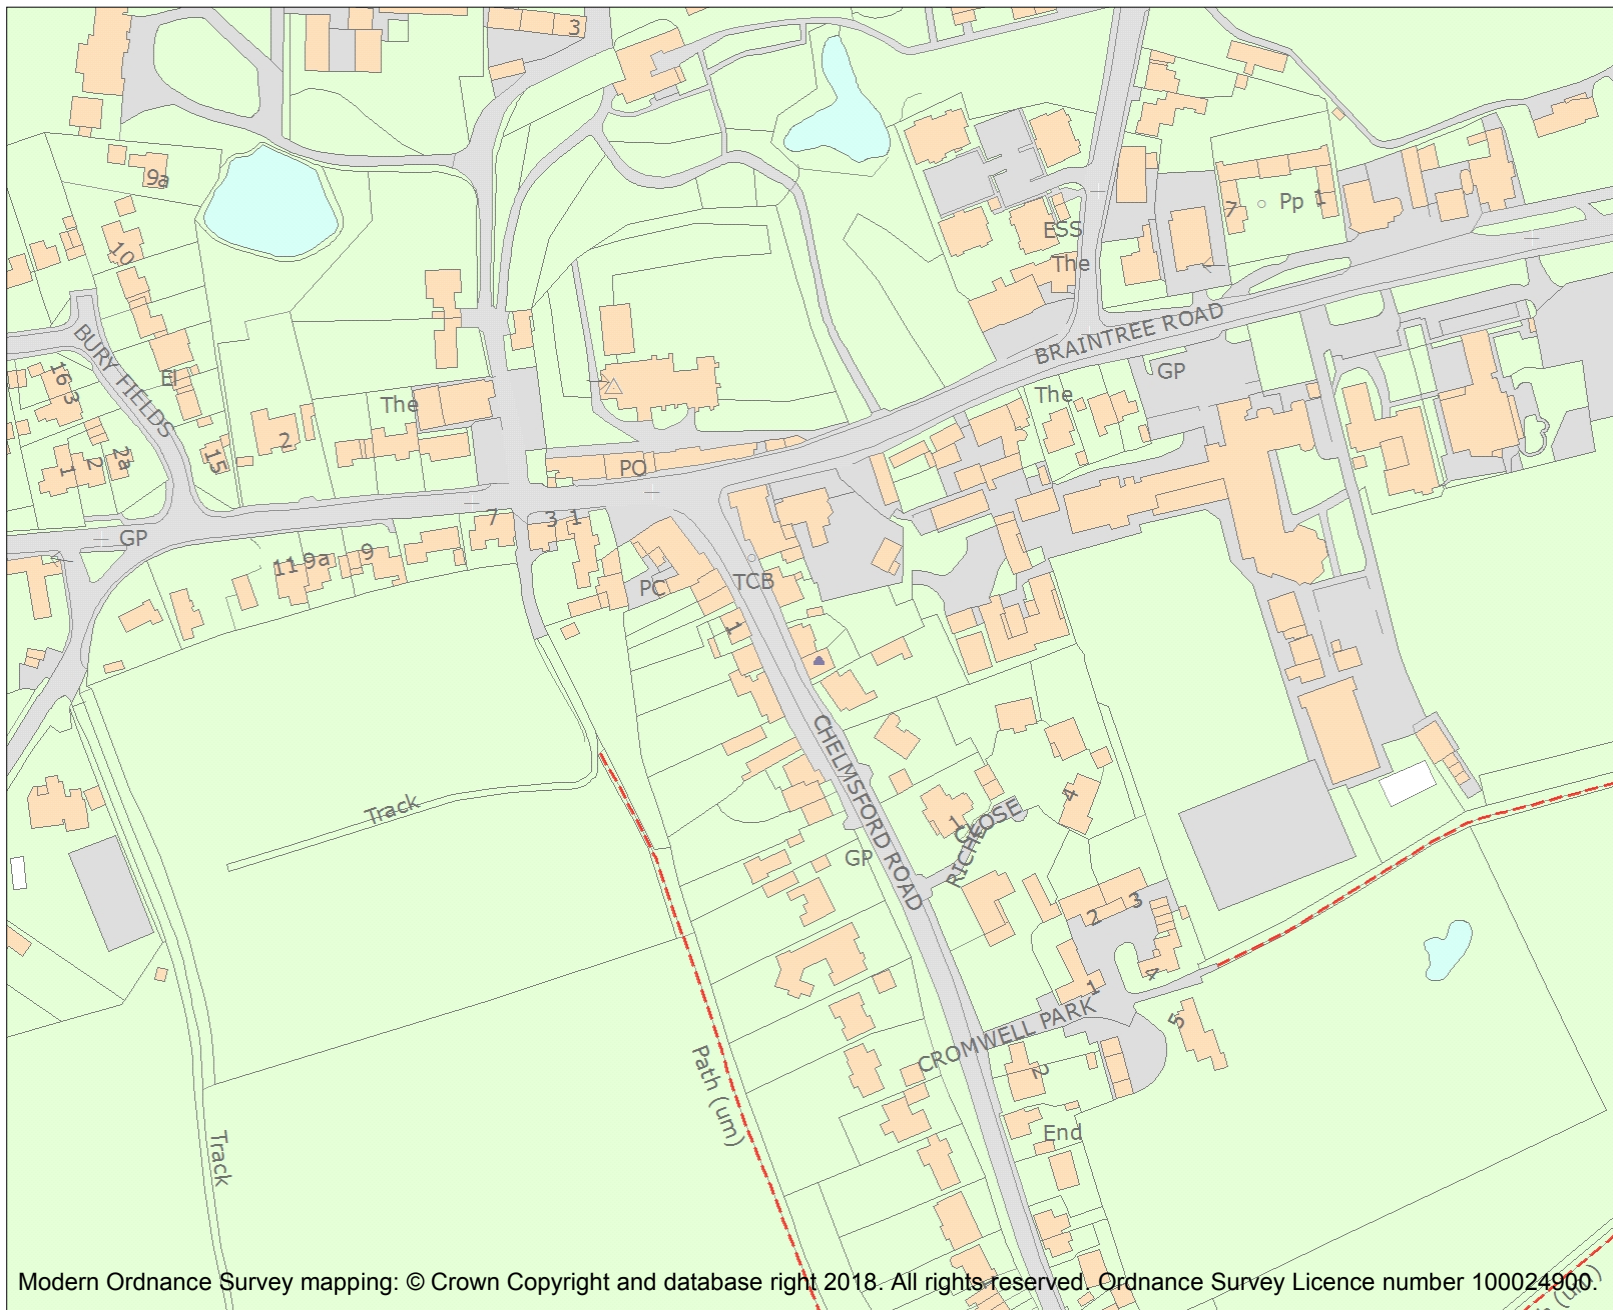 3
9a
10
7
Pp
1
ESS
The
BURY FIELDS
BRAINTREE ROAD
16
3
El
The
GP
The
2
15
1
2
2a
PO
7
3
1
GP
11
9a
9
PC
TCB
1
CHELMSFORD ROAD
Track
4
1
RICH
CLOSE
GP
2
3
4
1
5
CROMWELL PARK
2
Path (um)
End
Track
(um)
Modern Ordnance Survey mapping: © Crown Copyright and database right 2018. All rights reserved. Ordnance Survey Licence number 100024900.